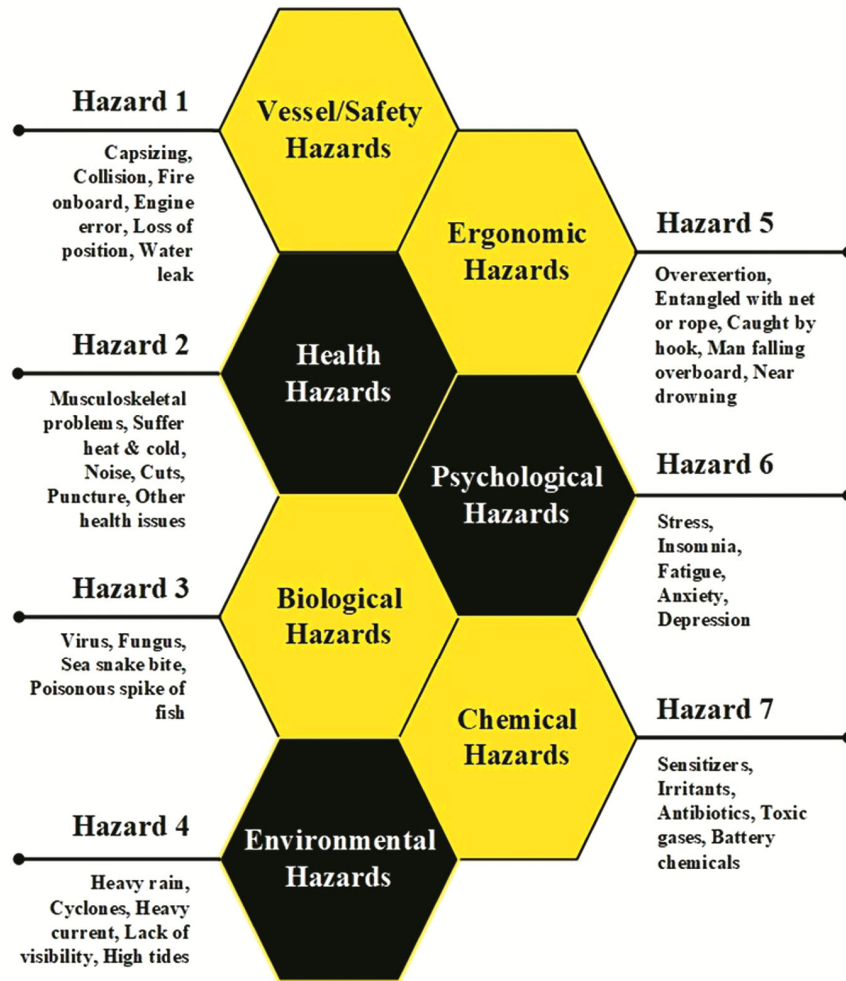 Hazard 1
Vessel/Safety
Hazards
Capsizing,
Collision, Fire
onboard, Engine
error, Loss of
position, Water
leak
Hazard 2
Health
Hazards
Musculoskeletal
problems, Suffer
heat & cold,
Noise, Cuts,
Puncture, Other
health issues
Hazard 3
Biological
Hazards
Virus, Fungus,
Sea snake bite,
Poisonous spike of
fish
Hazard 4
Environmental
Hazards
Heavy rain,
Cyclones, Heavy
current, Lack of
visibility, High tides
Hazard 5
Ergonomic
Hazards
Overexertion,
Entangled with net
or rope, Caught by
hook, Man falling
overboard, Near
drowning
Hazard 6
Psychological
Hazards
Stress,
Insomnia,
Fatigue,
Anxiety,
Depression
Hazard 7
Chemical
Hazards
Sensitizers,
Irritants,
Antibiotics, Toxic
gases, Battery
chemicals